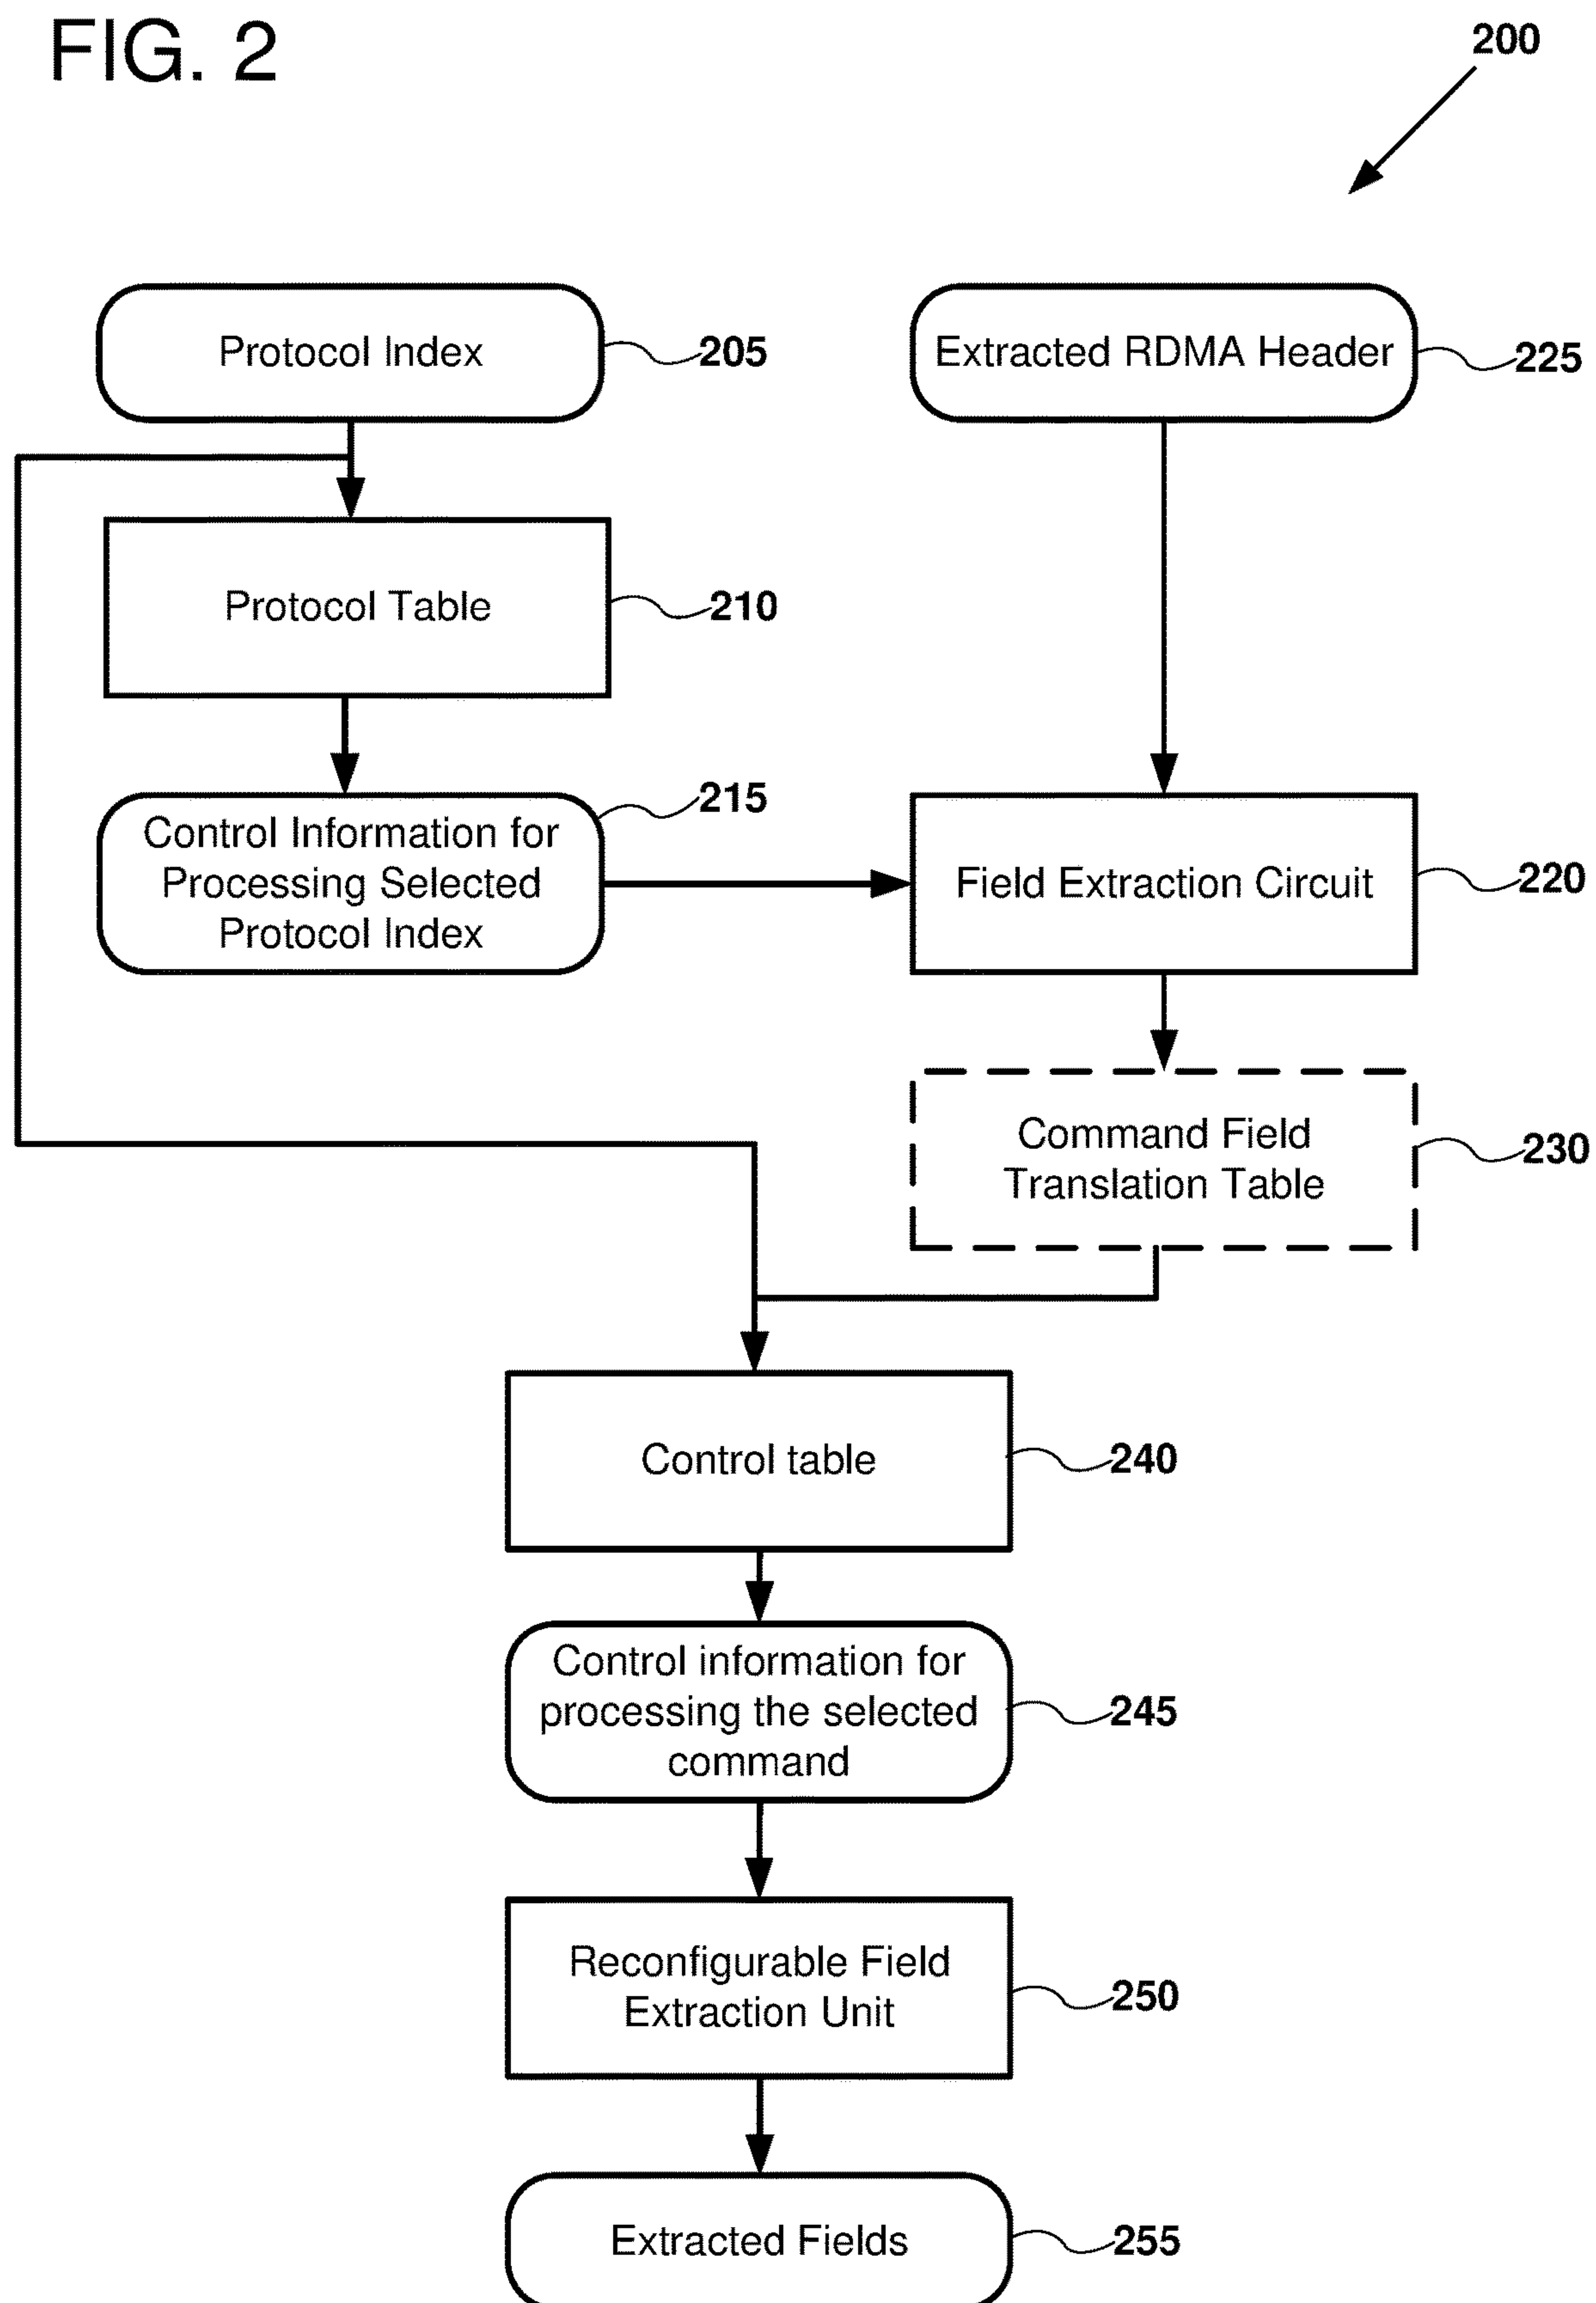 FIG. 2
200
Protocol Index
205
Extracted RDMA Header
225
Protocol Table
210
215
Control Information for
Processing Selected
Protocol Index
Field Extraction Circuit
220
Command Field
Translation Table
230
Control table
240
Control information for
processing the selected
command
245
Reconfigurable Field
Extraction Unit
250
Extracted Fields
255